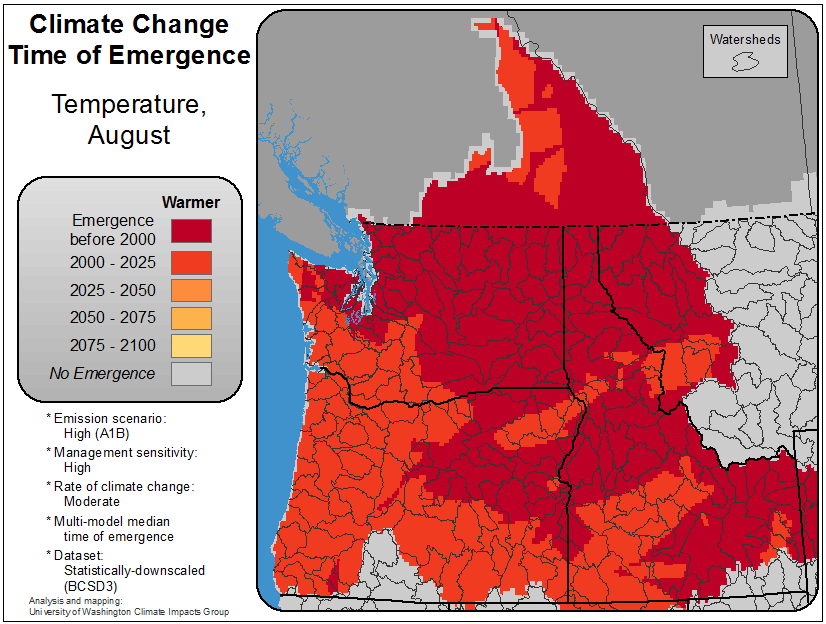 Climate Change
Time of Emergence
Temperature,
August
Warmer
Emergence
before 2000
2000 - 2025
2025 - 2050
2050 - 2075
2075 - 2100
No Emergence
* Emission scenario:
High (A1B)
* Management sensitivity:
High
* Rate of climate change:
Moderate
* Multi-model median
time of emergence
* Dataset:
Statistically-downscaled
(BCSD3)
Analysis and mapping:
University of Washington Climate Impacts Group
Watersheds